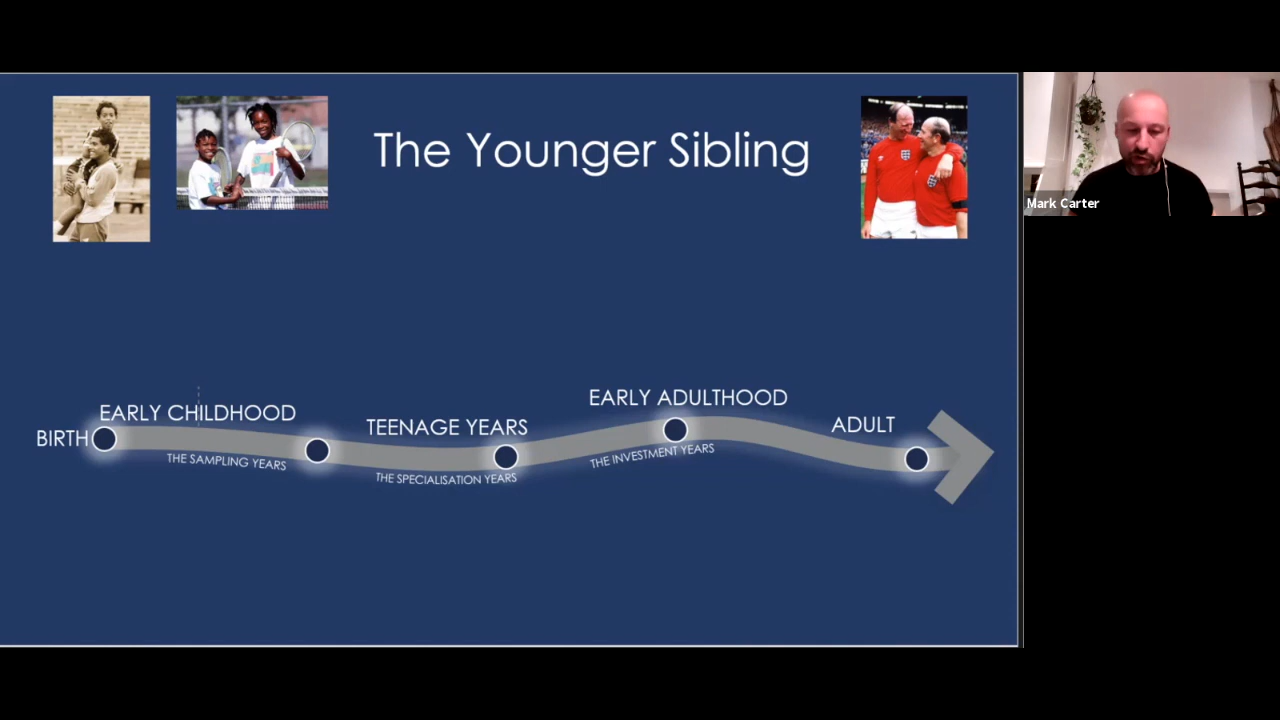 The Younger Sibling
Mark Carter
EARLY ADULTHOOD
EARLY CHILDHOOD
TEENAGE YEARS
ADULT
BIRTH
THE SAMPLING YEARS
THE SPECIALISATION YEARS
THE INVESTMENT YEARS